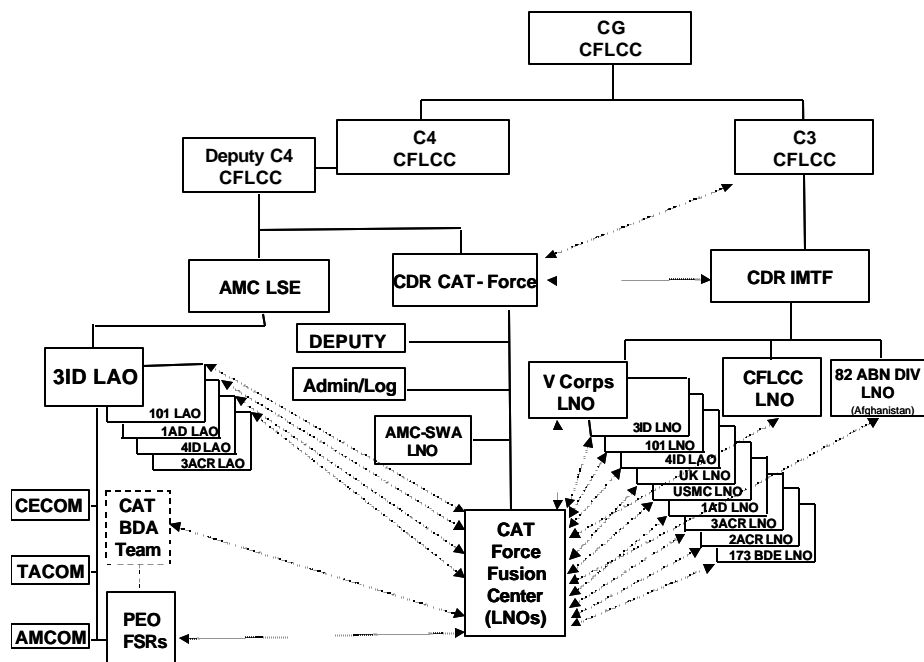 CG
CFLCC
C4
CFLCC
Deputy C4
CFLCC
C3
CFLCC
AMC LSE
CDR CAT - Force
CDR IMTF
DEPUTY
Admin/Log
AMC-SWA
LNO
3ID LAO
101 LAO
1AD LAO
4ID LAO
3ACR LAO
V Corps
LNO
3ID LNO
101 LNO
4ID LAO
UK LNO
USMC LNO
1AD LNO
3ACR LNO
2ACR LNO
173 BDE LNO
CFLCC
LNO
82 ABN DIV
LNO
(Afghanistan)
CECOM
TACOM
AMCOM
CAT
BDA
Team
PEO
FSRs
CAT
Force
Fusion
Center
(LNOs)